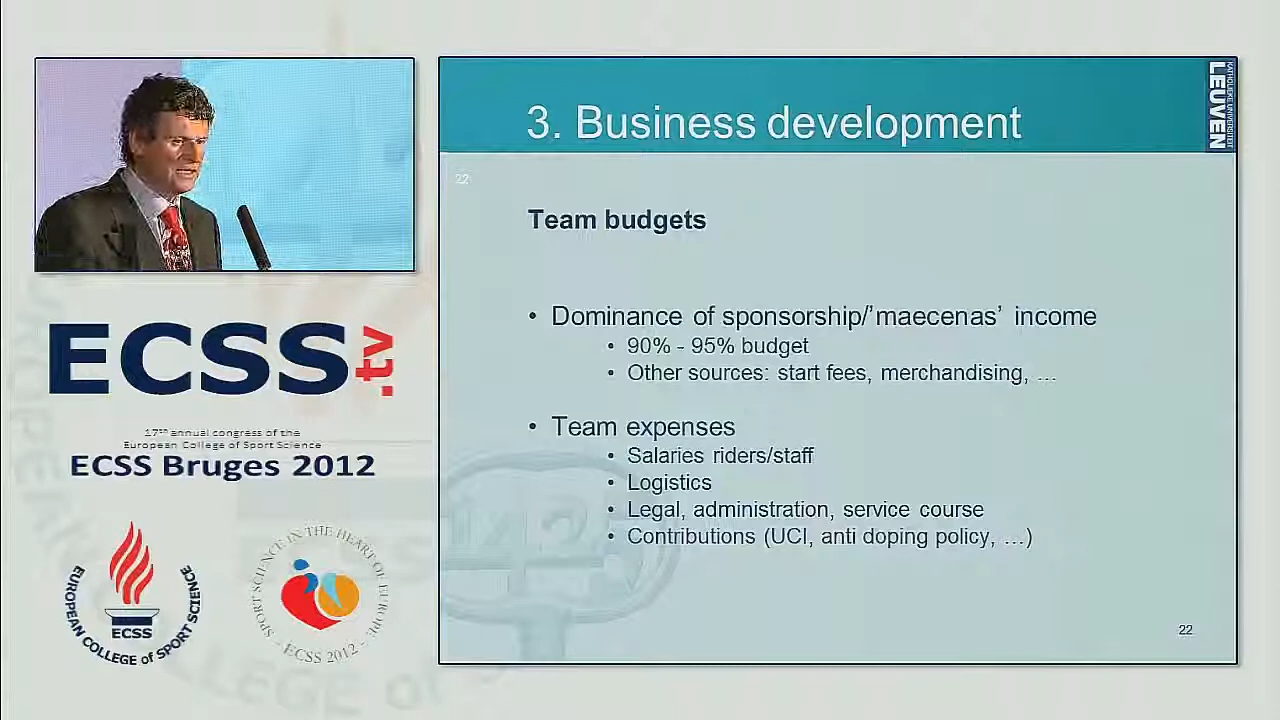 3. Business development
KATHOLIEKE UNIVERSITEIT
LEUVEN
22
Team budgets
• Dominance of sponsorship/’maecenas’ income
• 90% - 95% budget
• Other sources: start fees, merchandising, …
• Team expenses
• Salaries riders/staff
• Logistics
• Legal, administration, service course
• Contributions (UCI, anti doping policy, …)
22
ECSS.tv
17th annual congress of the
European College of Sport Science
ECSS Bruges 2012
EUROPEAN COLLEGE of SPORT SCIENCE
ECSS
SPORT SCIENCE IN THE HEART OF EUROPE
- ECSS 2012 -